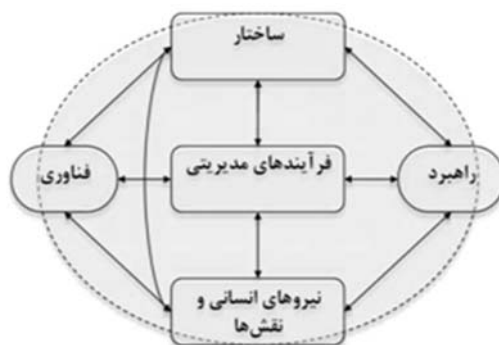 ساختار
راهبرد
فرآیندهای مدیریتی
فناوری
نیروهای انسانی و
نقش‌ها